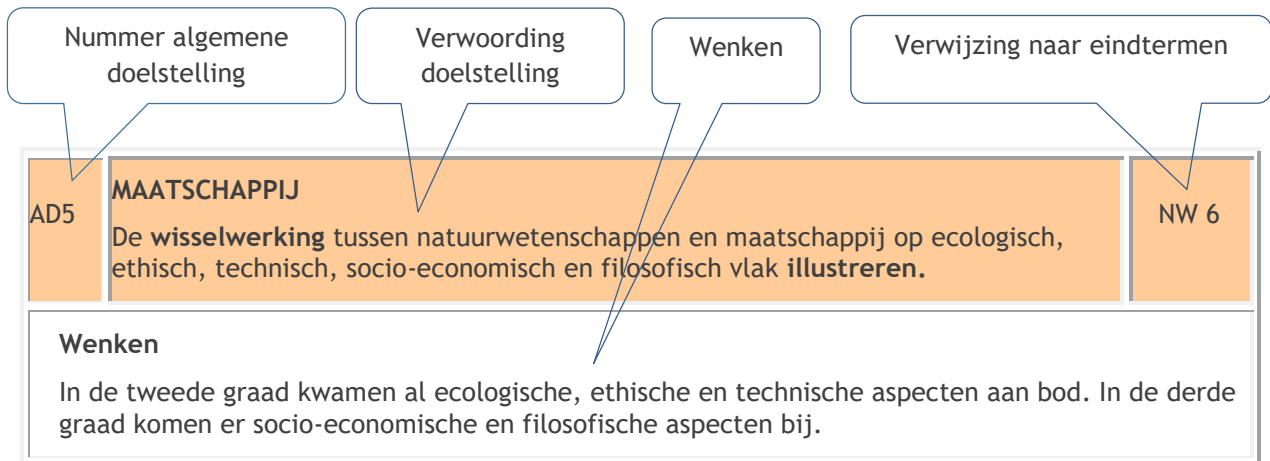 Nummer algemene
doelstelling
Verwoording
doelstelling
Wenken
Verwijzing naar eindtermen
AD5
MAATSCHAPPIJ
De wisselwerking tussen natuurwetenschappen en maatschappij op ecologisch,
ethisch, technisch, socio-economisch en filosofisch vlak illustreren.
NW 6
Wenken
In de tweede graad kwamen al ecologische, ethische en technische aspecten aan bod. In de derde
graad komen er socio-economische en filosofische aspecten bij.